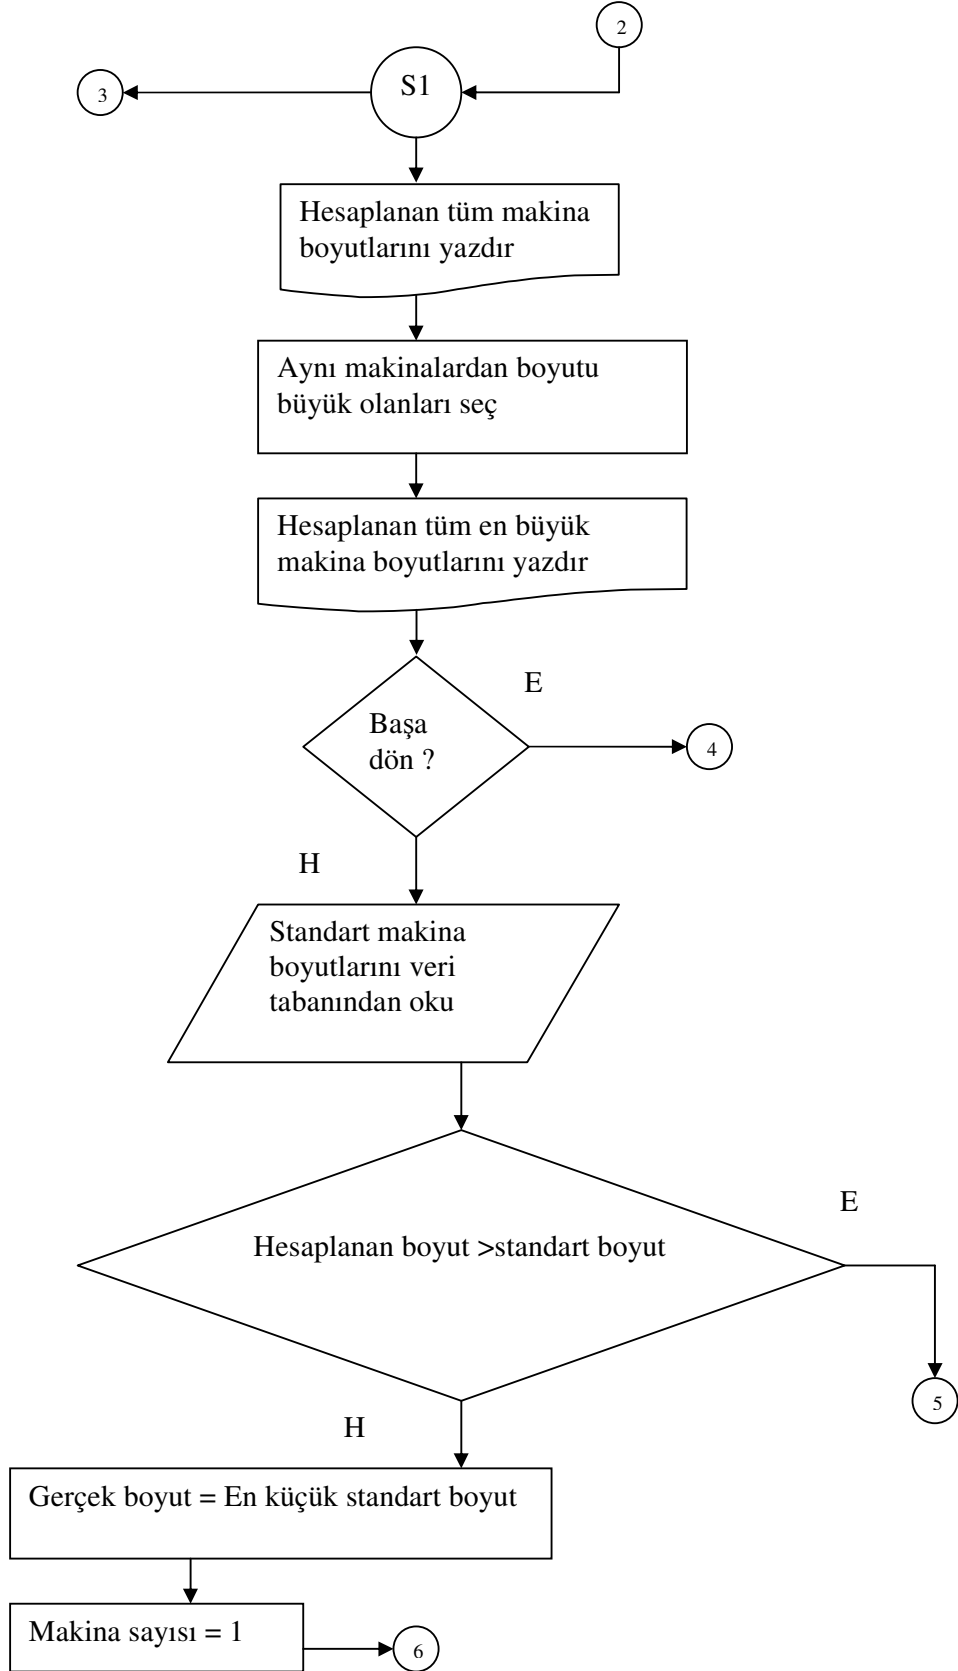 2
3
S1
Hesaplanan tüm makina
boyutlarını yazdır
Aynı makinalardan boyutu
büyük olanları seç
Hesaplanan tüm en büyük
makina boyutlarını yazdır
E
Başa
dön ?
4
H
Standart makina
boyutlarını veri
tabanından oku
E
Hesaplanan boyut >standart boyut
5
H
Gerçek boyut = En küçük standart boyut
Makina sayısı = 1
6